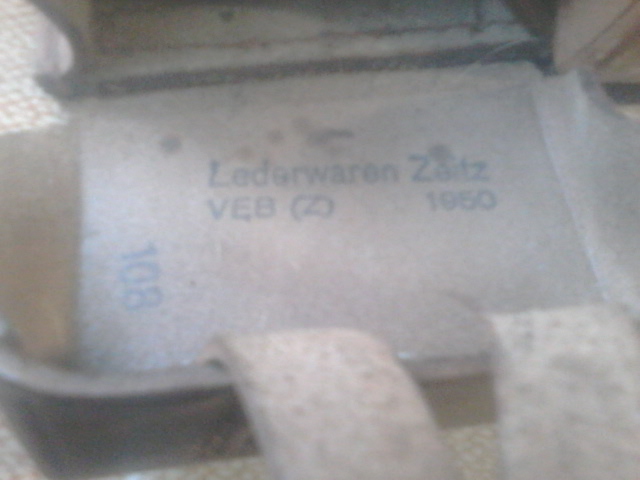 Lederwaren Zeitz
VEB (Z) 1950
108